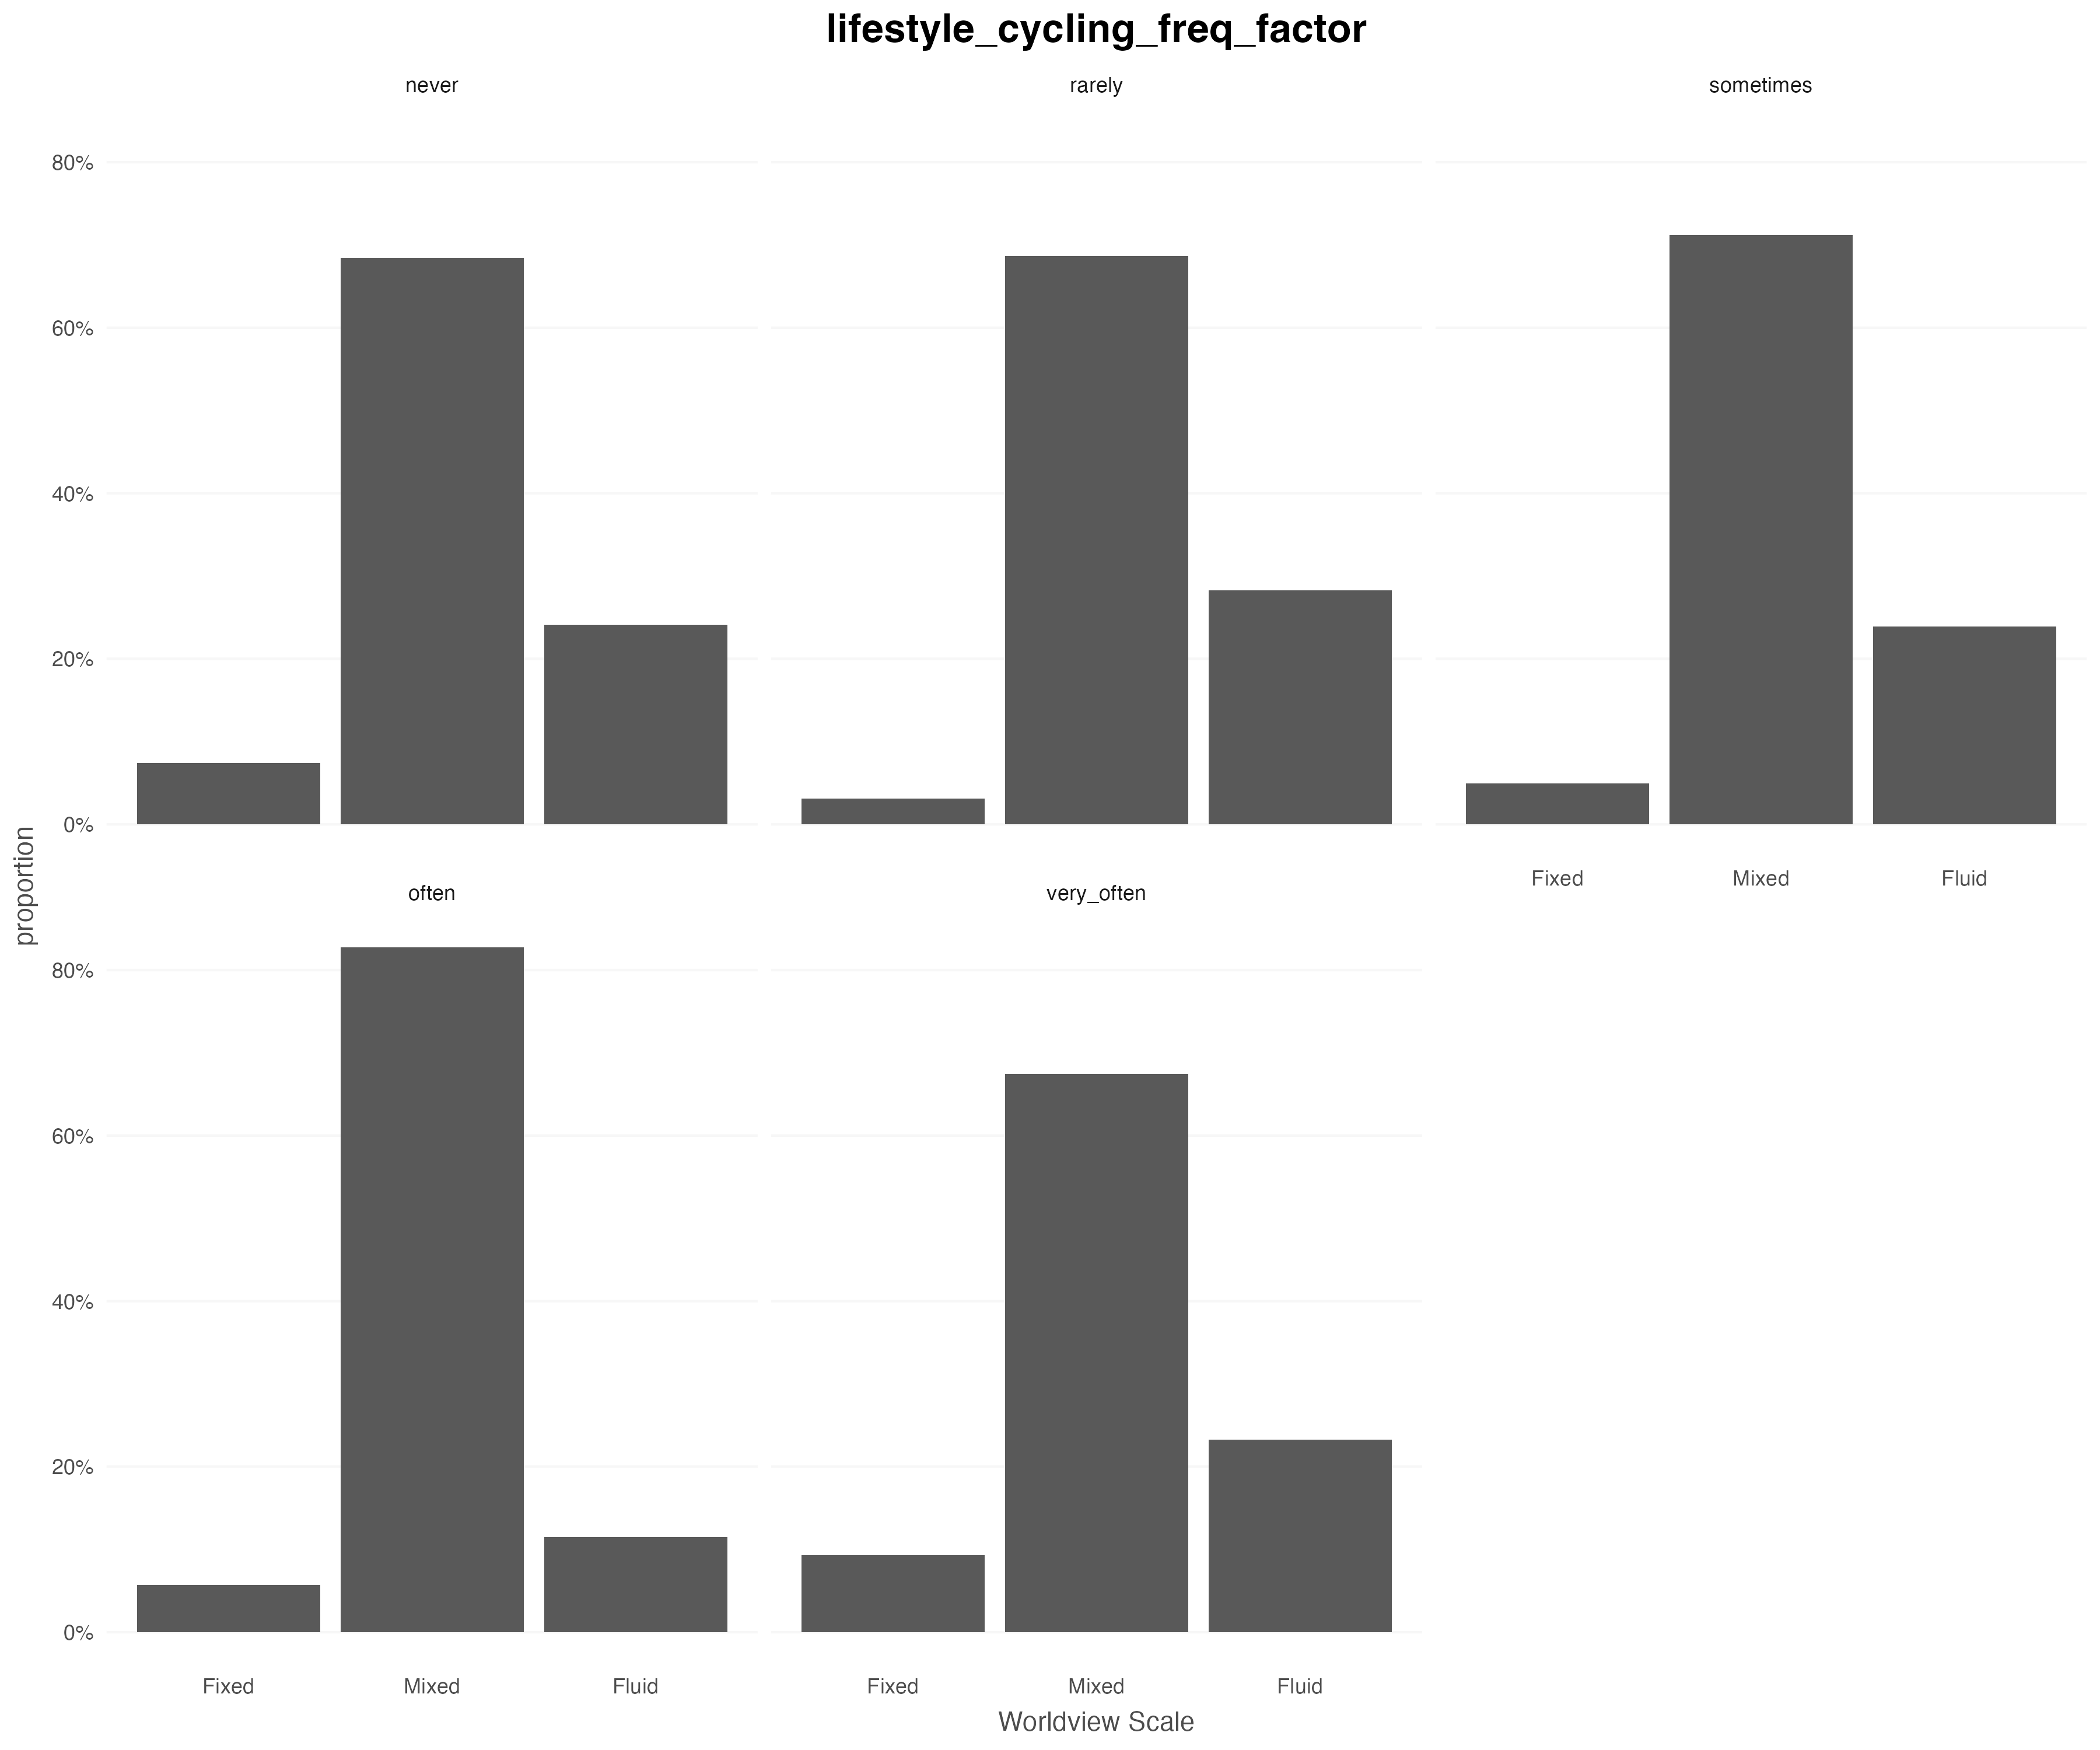 lifestyle_cycling_freq_factor
never
rarely
sometimes
80%
60%
40%
20%
0%
Fixed
Mixed
Fluid
proportion
often
very_often
80%
60%
40%
20%
0%
Fixed
Mixed
Fluid
Fixed
Mixed
Fluid
Worldview Scale